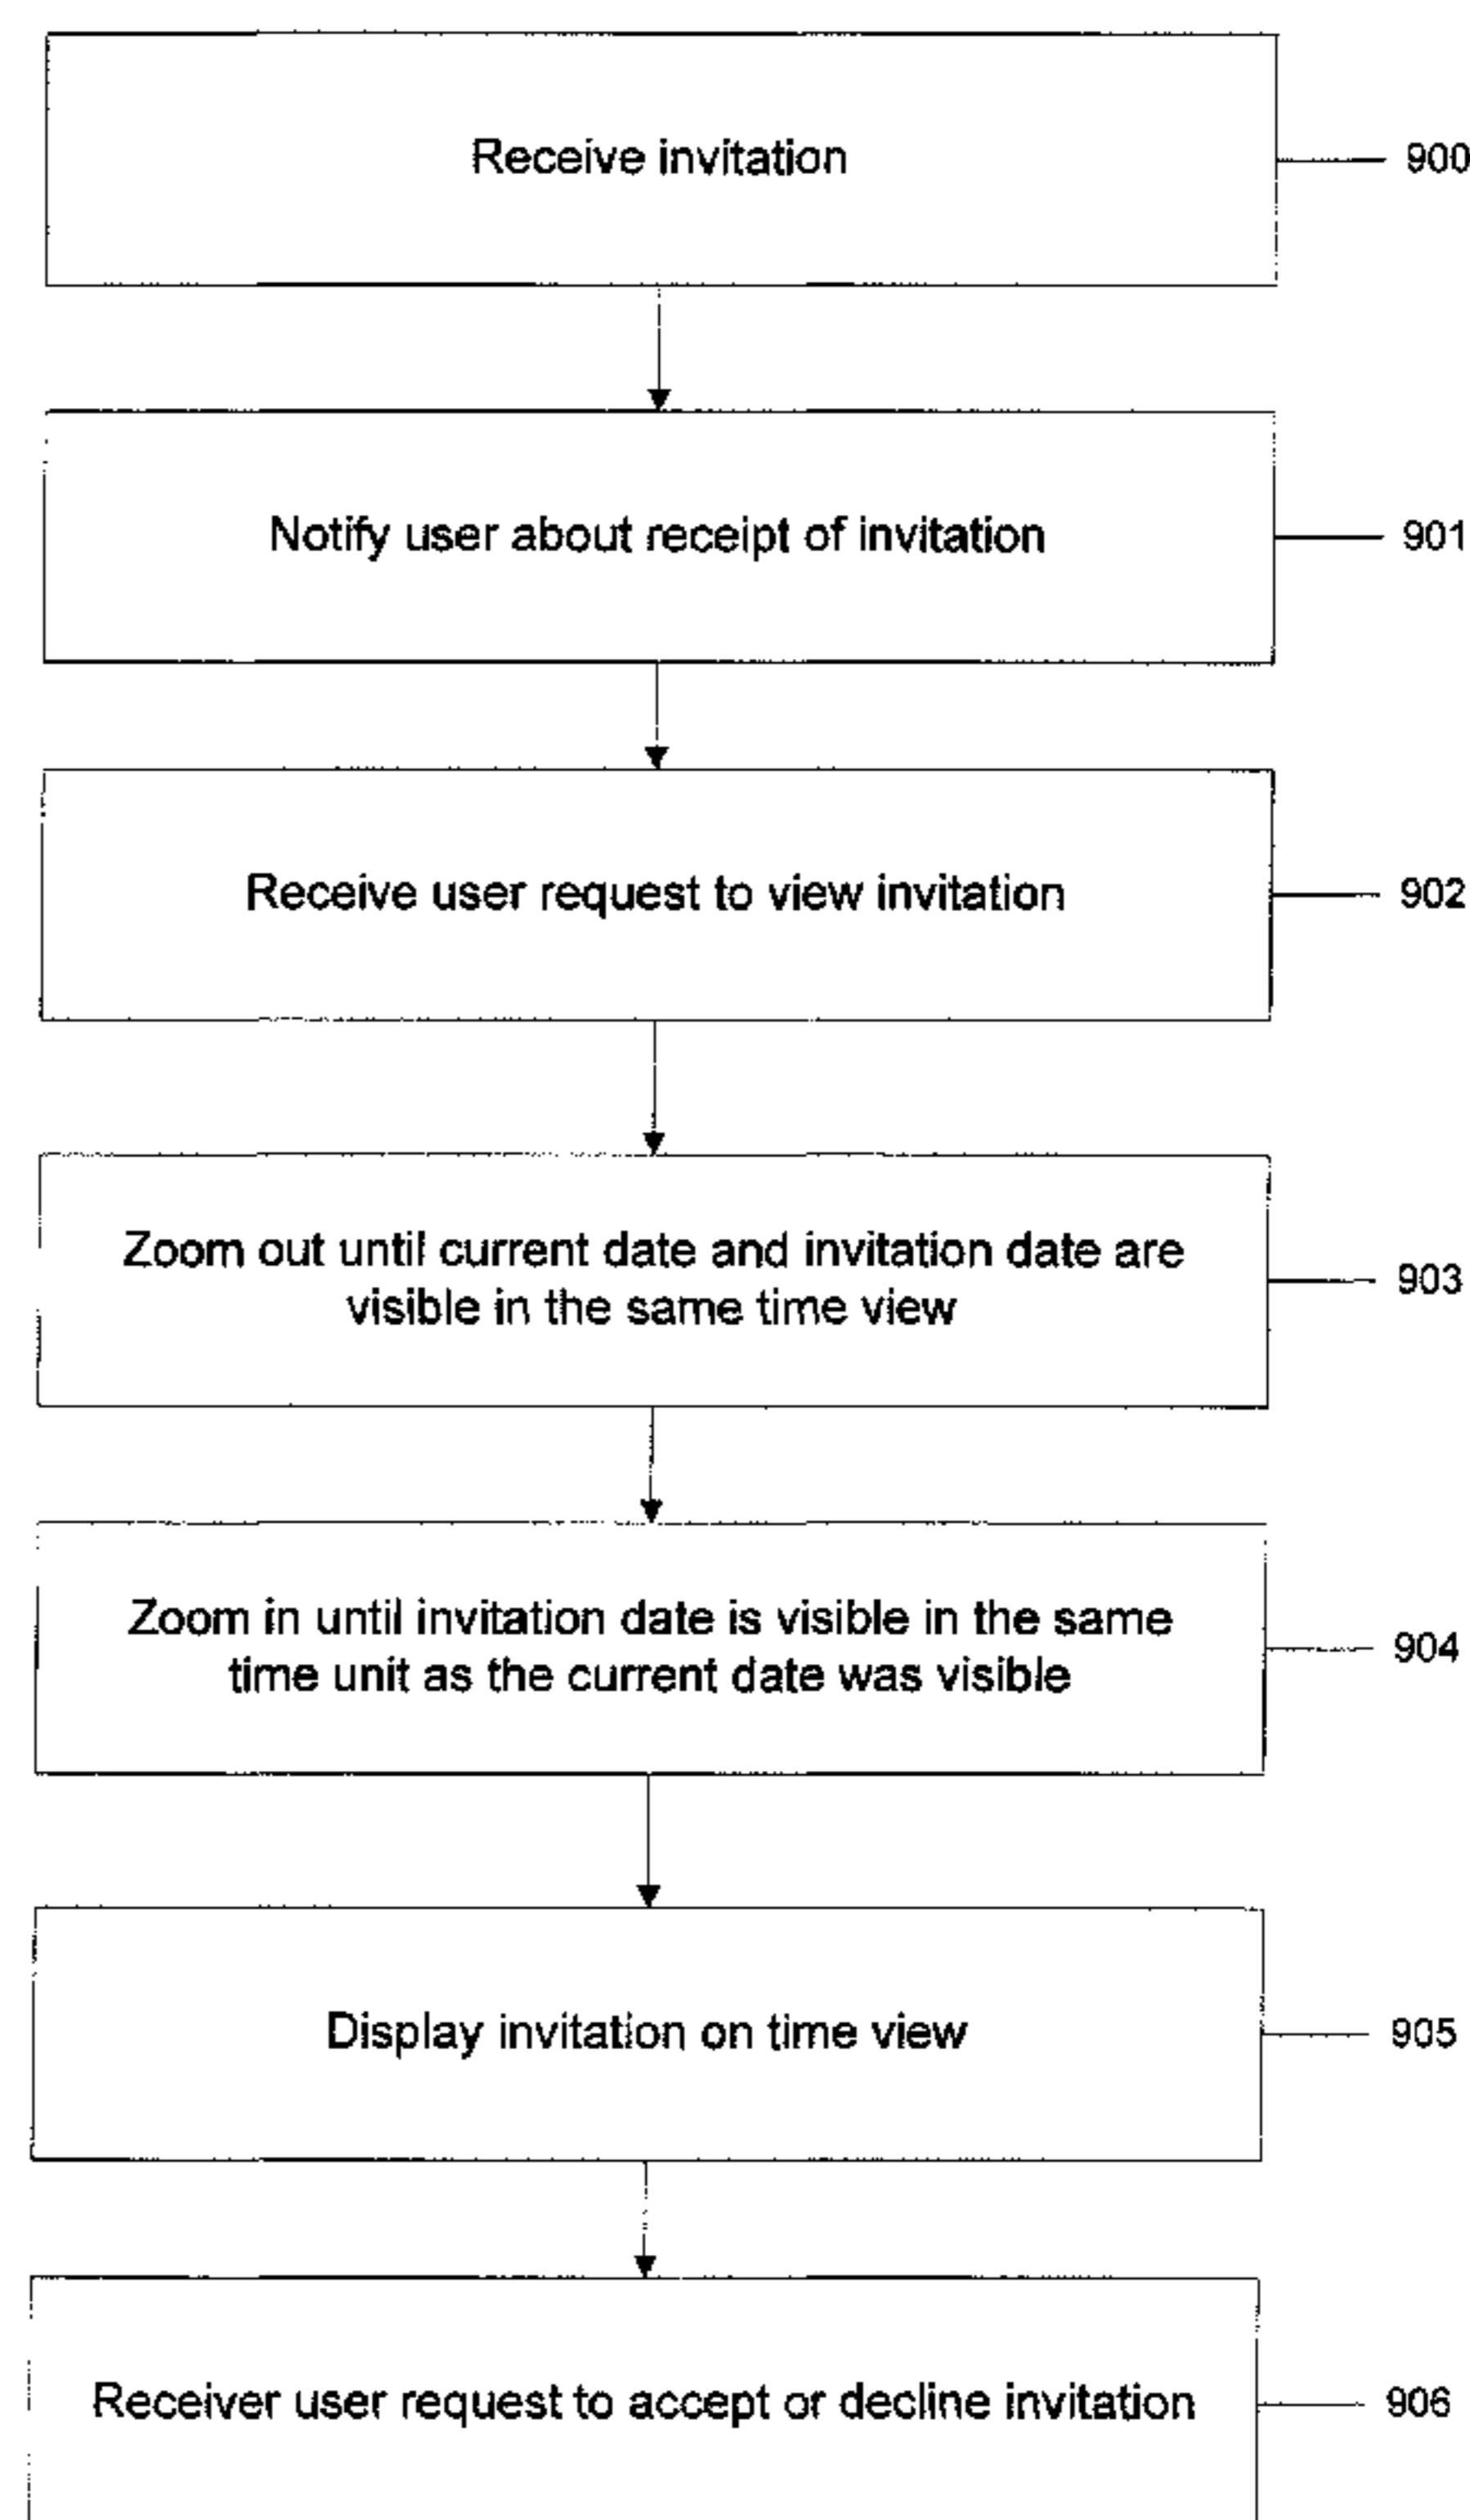 Receive invitation
900
Notify user about receipt of invitation
901
Receive user request to view invitation
902
Zoom out until current date and invitation date are
visible in the same time view
903
Zoom in until invitation date is visible in the same
time unit as the current date was visible
904
Display invitation on time view
905
Receiver user request to accept or decline invitation
906